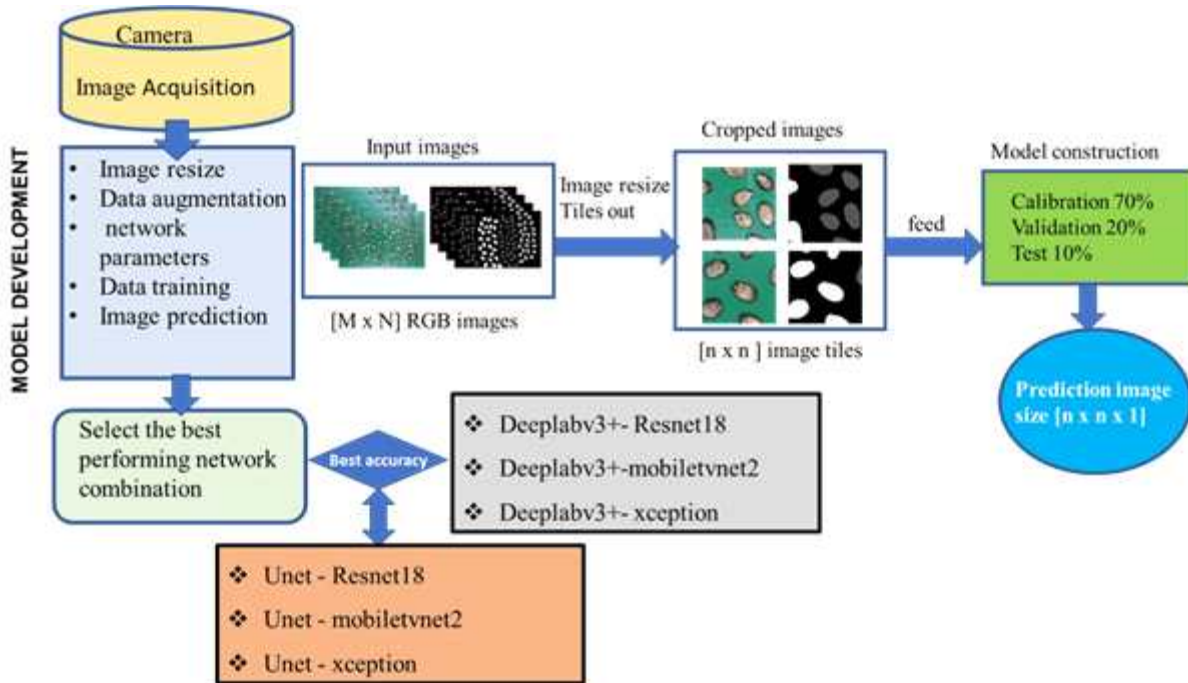 Camera
Image Acquisition
MODEL DEVELOPMENT
• Image resize
• Data augmentation
• network
parameters
• Data training
• Image prediction
Select the best
performing network
combination
Input images
[M x N] RGB images
Image resize
Tiles out
Cropped images
[n x n ] image tiles
feed
Model construction
Calibration 70%
Validation 20%
Test 10%
Prediction image
size [n x n x 1]
Best accuracy
❖ Deeplabv3+- Resnet18
❖ Deeplabv3+-mobiletvnet2
❖ Deeplabv3+- xception
❖ Unet - Resnet18
❖ Unet - mobiletvnet2
❖ Unet - xception